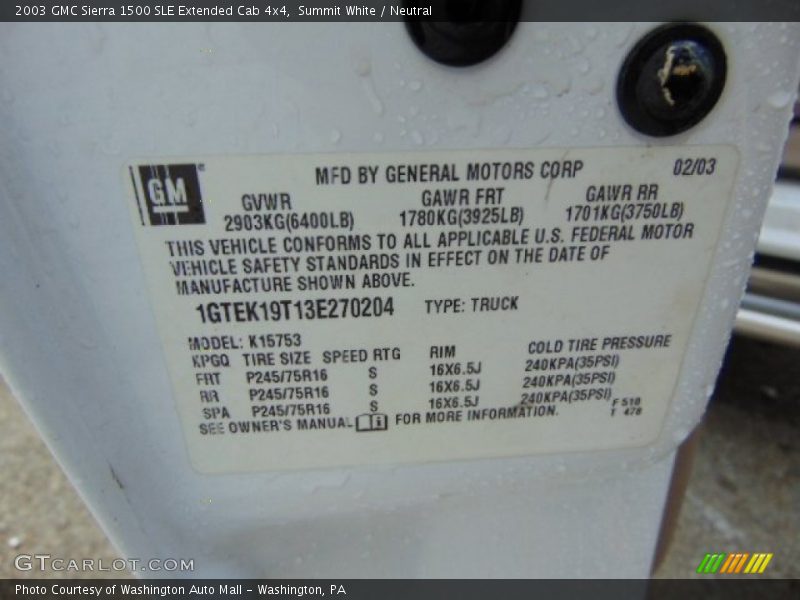 2003 GMC Sierra 1500 SLE Extended Cab 4x4, Summit White / Neutral
GM
MFD BY GENERAL MOTORS CORP 02/03
GVWR GAWR FRT GAWR RR
2903KG(6400LB) 1780KG(3925LB) 1701KG(3750LB)
THIS VEHICLE CONFORMS TO ALL APPLICABLE U.S. FEDERAL MOTOR
VEHICLE SAFETY STANDARDS IN EFFECT ON THE DATE OF
MANUFACTURE SHOWN ABOVE.
1GTEK19T13E270204 TYPE: TRUCK
MODEL: K15753
KPGQ TIRE SIZE SPEED RTG RIM COLD TIRE PRESSURE
FRT P245/75R16 S 16X6.5J 240KPA(35PSI)
RR P245/75R16 S 16X6.5J 240KPA(35PSI)
SPA P245/75R16 S 16X6.5J 240KPA(35PSI)
SEE OWNER'S MANUAL FOR MORE INFORMATION.
F 510
T 478
GTCarLot.com
Photo Courtesy of Washington Auto Mall - Washington, PA